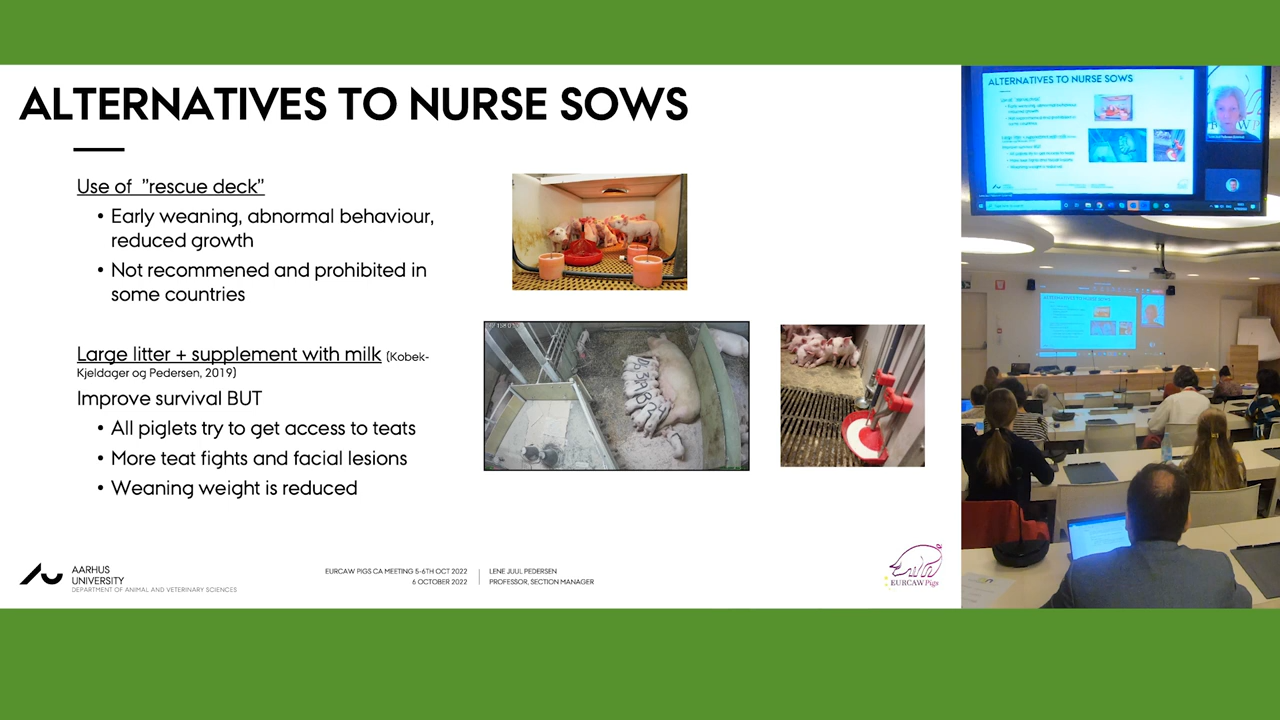 ALTERNATIVES TO NURSE SOWS
Use of "rescue deck"
• Early weaning, abnormal behaviour,
reduced growth
• Not recommened and prohibited in
some countries
Large litter + supplement with milk (Kobek-
Kjeldager og Pedersen, 2019)
Improve survival BUT
• All piglets try to get access to teats
• More teat fights and facial lesions
• Weaning weight is reduced
AARHUS
UNIVERSITY
DEPARTMENT OF ANIMAL AND VETERINARY SCIENCES
EURCAW PIGS CA MEETING 5-6TH OCT 2022
6 OCTOBER 2022
LENE JUUL PEDERSEN
PROFESSOR, SECTION MANAGER
EURCAW Pigs
ALTERNATIVES TO NURSE SOWS
ALTERNATIVES TO NURSE SOWS